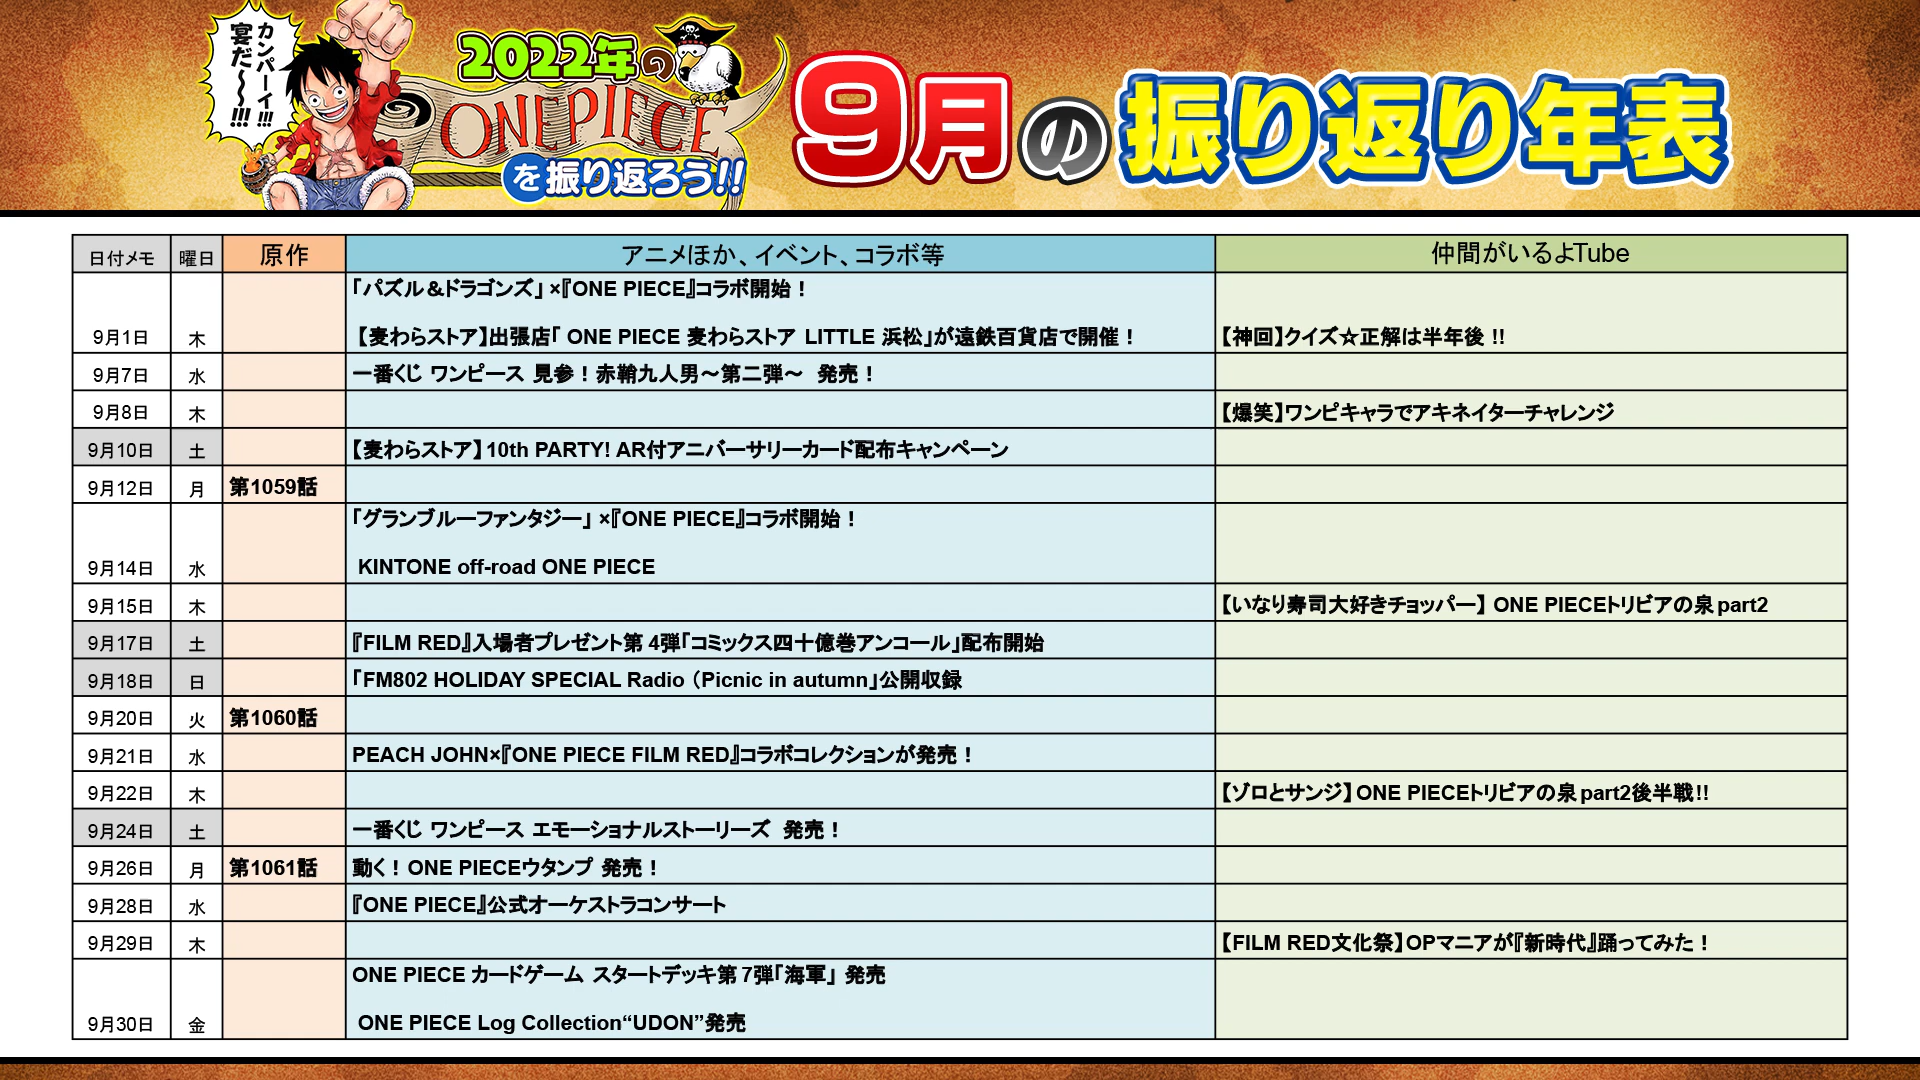 カンパーイ!!!
宴だ〜〜!!!
2022年の
ONE PIECE
を振り返ろう!!
9月の振り返り年表
日付メモ 曜日 原作 アニメほか、イベント、コラボ等 仲間がいるよTube
「パズル＆ドラゴンズ」×『ONE PIECE』コラボ開始！
9月1日 木 【麦わらストア】出張店「 ONE PIECE 麦わらストア LITTLE 浜松」が遠鉄百貨店で開催！ 【神回】クイズ☆正解は半年後 !!
9月7日 水 一番くじ ワンピース 見参！赤鞘九人男～第二弾～ 発売！
9月8日 木 【爆笑】ワンピキャラでアキネイターチャレンジ
9月10日 土 【麦わらストア】10th PARTY! AR付アニバーサリーカード配布キャンペーン
9月12日 月 第1059話
「グランブルーファンタジー」×『ONE PIECE』コラボ開始！
9月14日 水 KINTONE off-road ONE PIECE
9月15日 木 【いなり寿司大好きチョッパー】 ONE PIECEトリビアの泉 part2
9月17日 土 『FILM RED』入場者プレゼント第 4弾「コミックス四十億巻アンコール」配布開始
9月18日 日 「FM802 HOLIDAY SPECIAL Radio （Picnic in autumn」公開収録
9月20日 火 第1060話
9月21日 水 PEACH JOHN×『ONE PIECE FILM RED』コラボコレクションが発売！
9月22日 木 【ゾロとサンジ】ONE PIECEトリビアの泉 part2後半戦!!
9月24日 土 一番くじ ワンピース エモーショナルストーリーズ 発売！
9月26日 月 第1061話 動く！ONE PIECEウタンプ 発売！
9月28日 水 『ONE PIECE』公式オーケストラコンサート
9月29日 木 【FILM RED文化祭】OPマニアが『新時代』踊ってみた！
ONE PIECE カードゲーム スタートデッキ第 7弾「海軍」 発売
9月30日 金 ONE PIECE Log Collection“UDON”発売